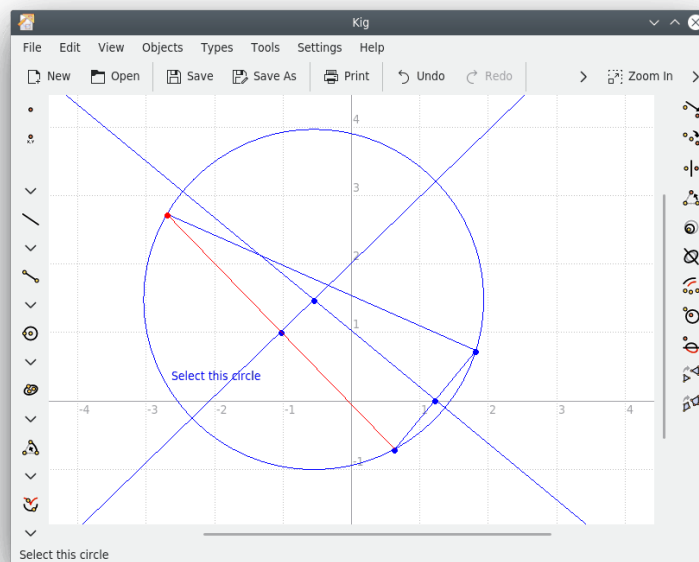 Kig
File Edit View Objects Types Tools Settings Help
New Open Save Save As Print Undo Redo Zoom In
x,y
4
3
2
1
-4 -3 -2 -1 1 2 3 4
-1
Select this circle
Select this circle